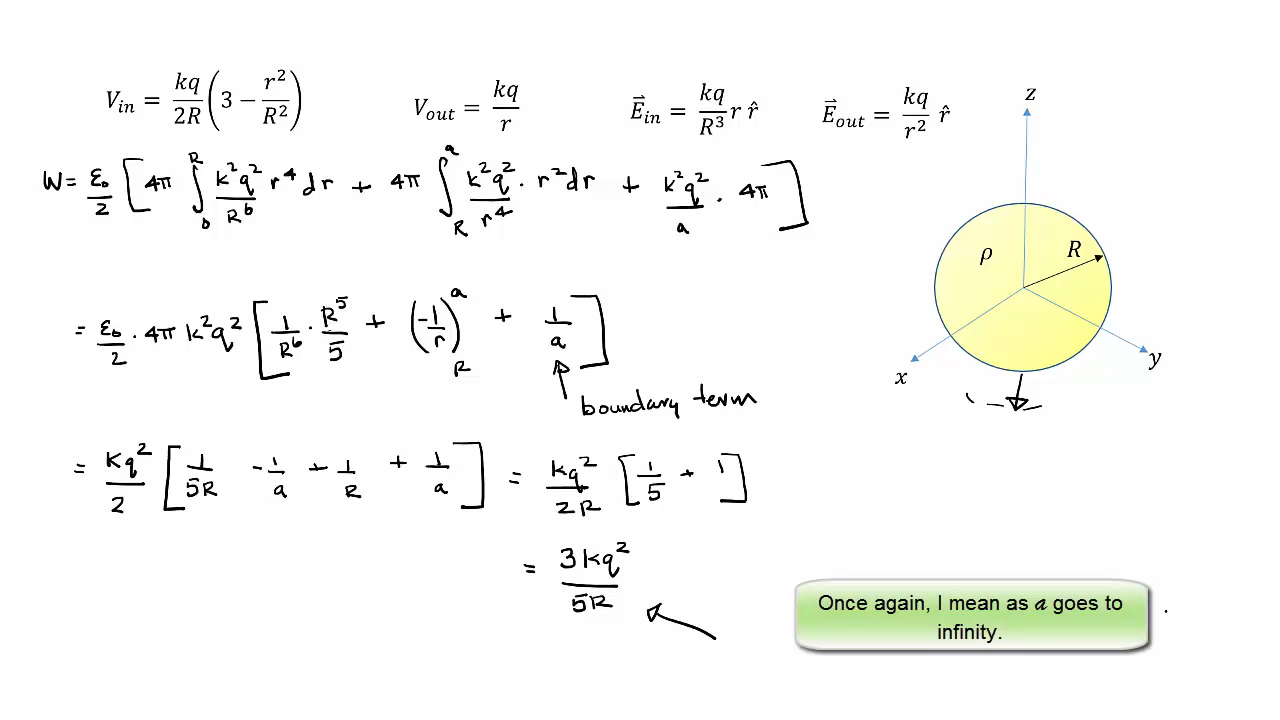 V_in = kq/2R (3 − r²/R²)   V_out = kq/r   E⃗_in = kq/R³ r r̂   E⃗_out = kq/r² r̂
W = ε₀/2 [ 4π ∫₀ᴿ k²q²/R⁶ r⁴ dr + 4π ∫_R^a k²q²/r⁴ · r² dr + k²q²/a · 4π ]
= ε₀/2 · 4π k²q² [ 1/R⁶ · R⁵/5 + (−1/r)_R^a + 1/a ]
boundary term
= kq²/2 [ 1/5R − 1/a + 1/R + 1/a ] = kq²/2R [ 1/5 + 1 ]
= 3kq²/5R
z
ρ
R
x
y
Once again, I mean as a goes to
infinity.